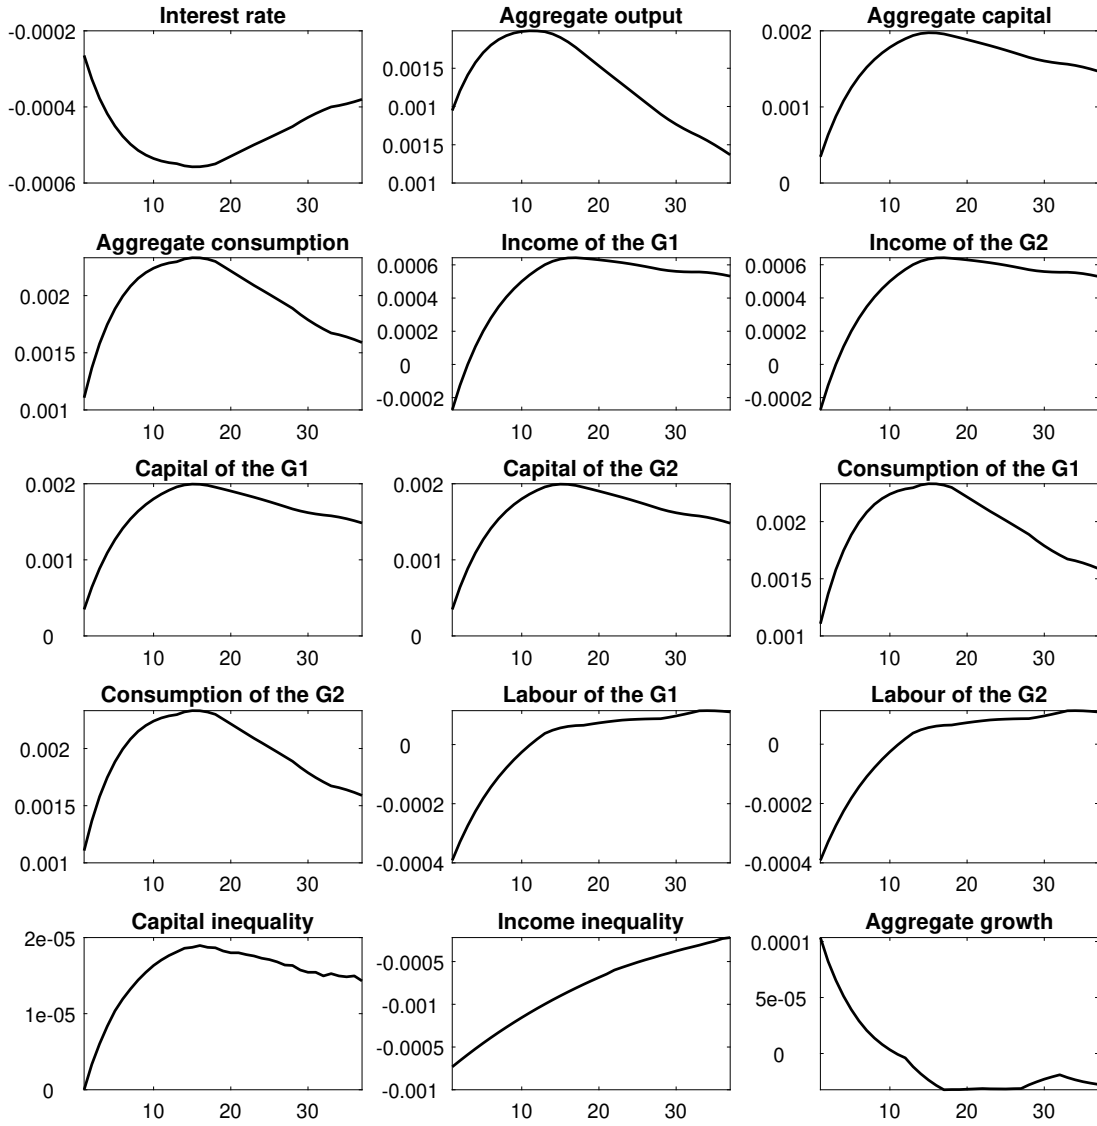 Interest rate
-0.0002
-0.0004
-0.0006
10 20 30
Aggregate output
0.0015
0.001
0.0015
0.001
10 20 30
Aggregate capital
0.002
0.001
0
10 20 30
Aggregate consumption
0.002
0.0015
0.001
10 20 30
Income of the G1
0.0006
0.0004
0.0002
0
-0.0002
10 20 30
Income of the G2
0.0006
0.0004
0.0002
0
-0.0002
10 20 30
Capital of the G1
0.002
0.001
0
10 20 30
Capital of the G2
0.002
0.001
0
10 20 30
Consumption of the G1
0.002
0.0015
0.001
10 20 30
Consumption of the G2
0.002
0.0015
0.001
10 20 30
Labour of the G1
0
-0.0002
-0.0004
10 20 30
Labour of the G2
0
-0.0002
-0.0004
10 20 30
Capital inequality
2e-05
1e-05
0
10 20 30
Income inequality
-0.0005
-0.001
-0.0005
-0.001
10 20 30
Aggregate growth
0.0001
5e-05
0
10 20 30